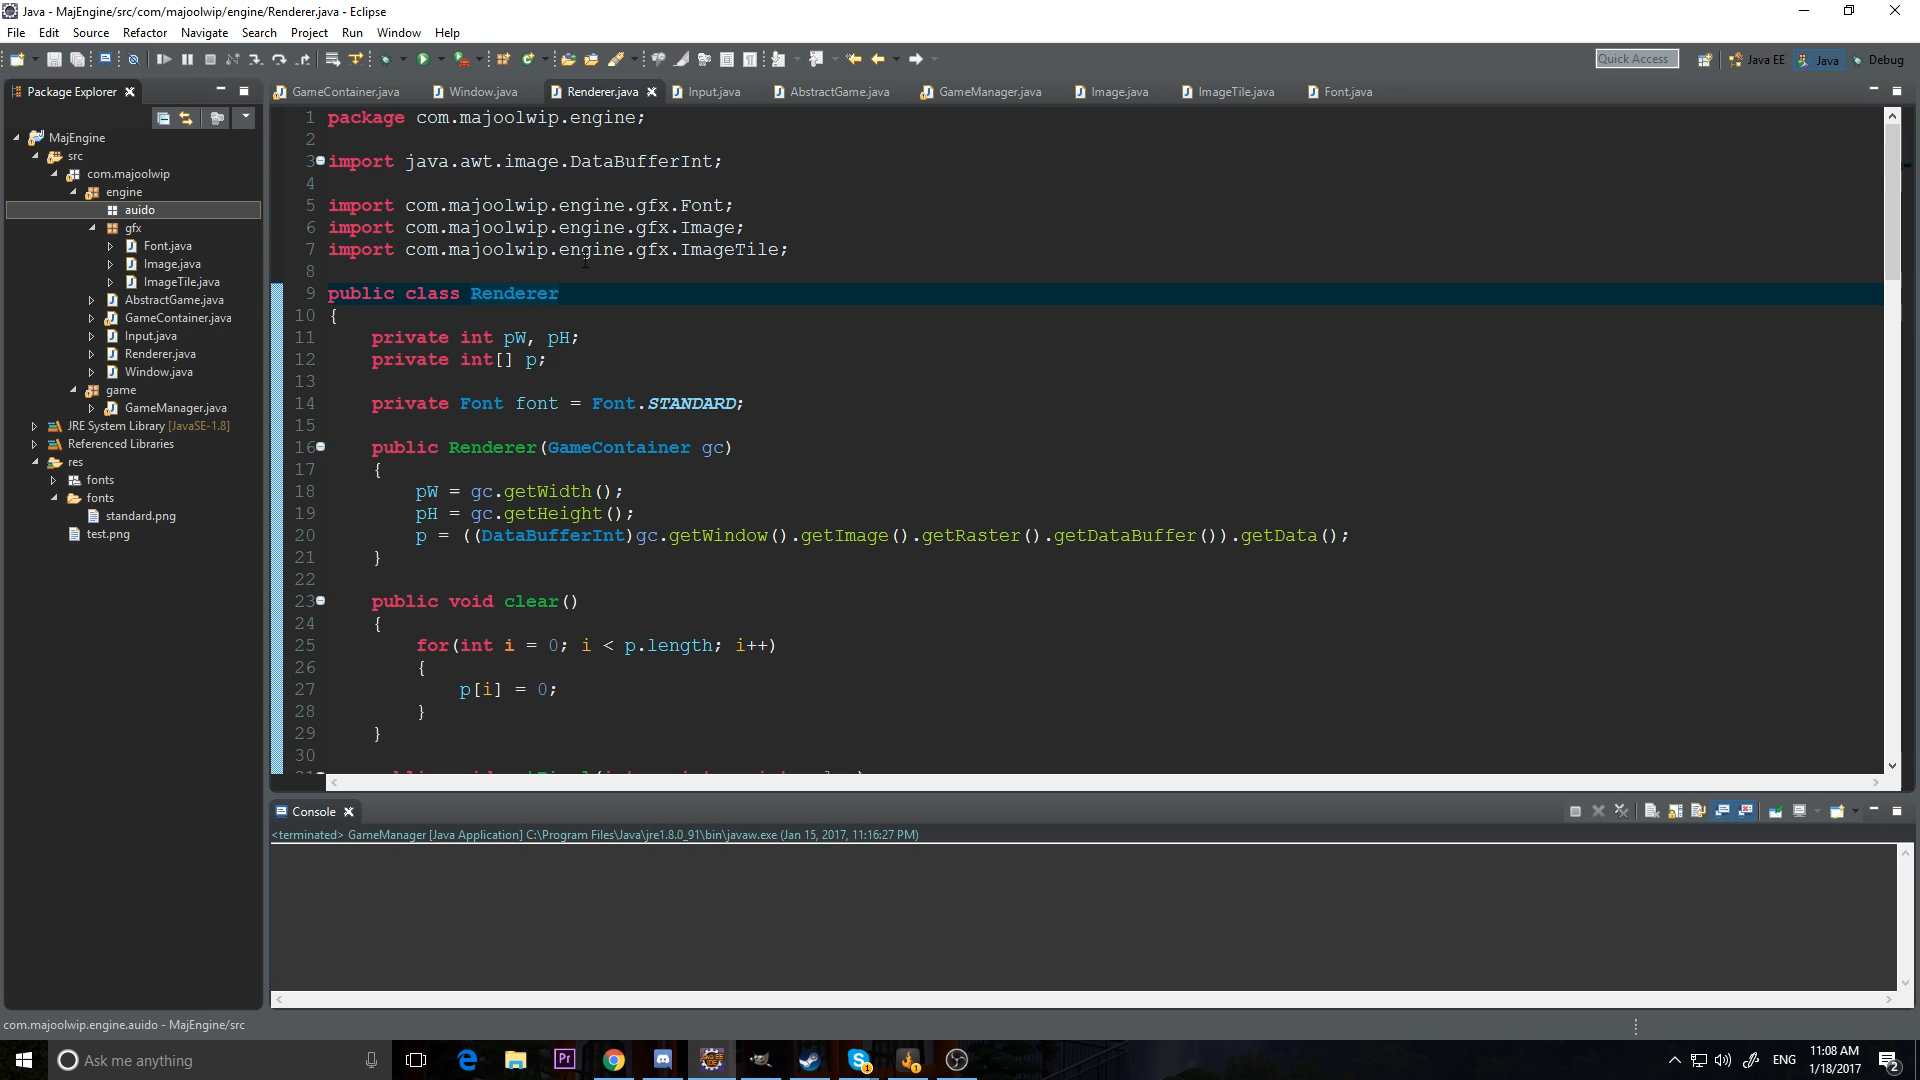 Java - MajEngine/src/com/majoolwip/engine/Renderer.java - Eclipse
File Edit Source Refactor Navigate Search Project Run Window Help
Quick Access Java EE Java Debug
Package Explorer
GameContainer.java Window.java Renderer.java Input.java AbstractGame.java GameManager.java Image.java ImageTile.java Font.java
MajEngine
src
com.majoolwip
engine
auido
gfx
Font.java
Image.java
ImageTile.java
AbstractGame.java
GameContainer.java
Input.java
Renderer.java
Window.java
game
GameManager.java
JRE System Library [JavaSE-1.8]
Referenced Libraries
res
fonts
fonts
standard.png
test.png
1 package com.majoolwip.engine;
2
3 import java.awt.image.DataBufferInt;
4
5 import com.majoolwip.engine.gfx.Font;
6 import com.majoolwip.engine.gfx.Image;
7 import com.majoolwip.engine.gfx.ImageTile;
8
9 public class Renderer
10 {
11 private int pW, pH;
12 private int[] p;
13
14 private Font font = Font.STANDARD;
15
16 public Renderer(GameContainer gc)
17 {
18 pW = gc.getWidth();
19 pH = gc.getHeight();
20 p = ((DataBufferInt)gc.getWindow().getImage().getRaster().getDataBuffer()).getData();
21 }
22
23 public void clear()
24 {
25 for(int i = 0; i < p.length; i++)
26 {
27 p[i] = 0;
28 }
29 }
30
Console
<terminated> GameManager [Java Application] C:\Program Files\Java\jre1.8.0_91\bin\javaw.exe (Jan 15, 2017, 11:16:27 PM)
com.majoolwip.engine.auido - MajEngine/src
Ask me anything
Pr
JAVA EE
IDE
1
1
ENG
11:08 AM
1/18/2017
2